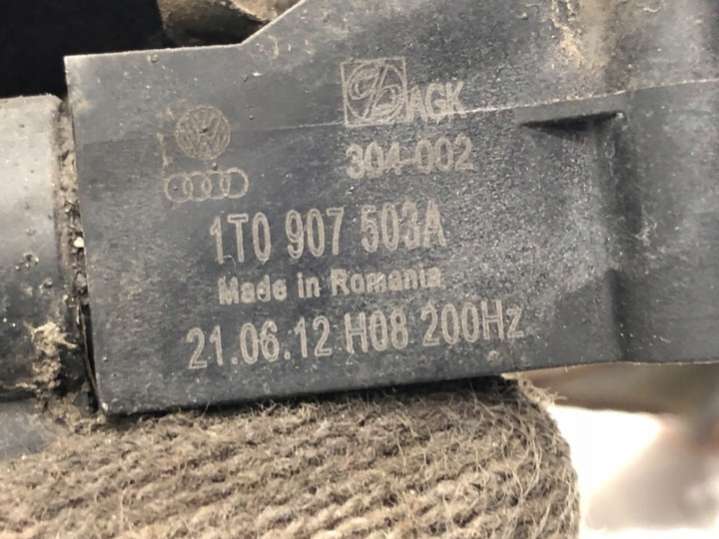 AGK
304-002
1T0 907 503A
Made in Romania
21.06.12 H08 200Hz